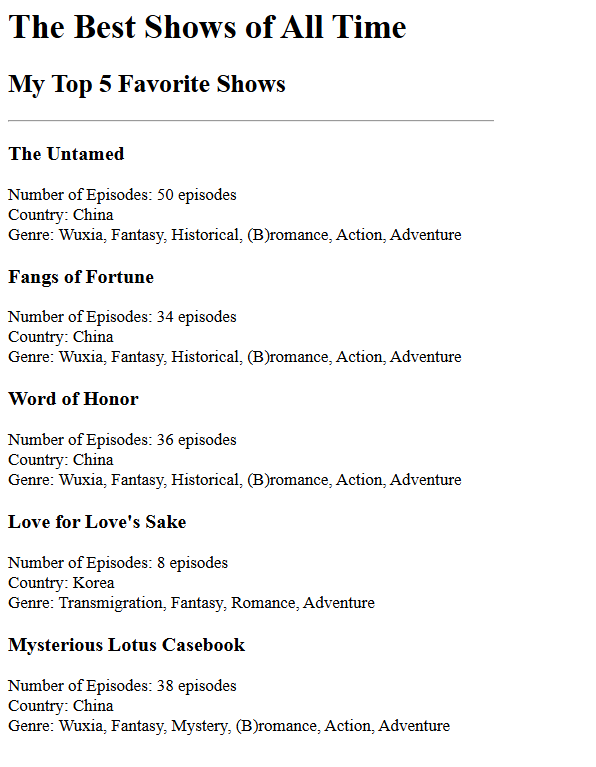 The Best Shows of All Time
My Top 5 Favorite Shows
The Untamed
Number of Episodes: 50 episodes
Country: China
Genre: Wuxia, Fantasy, Historical, (B)romance, Action, Adventure
Fangs of Fortune
Number of Episodes: 34 episodes
Country: China
Genre: Wuxia, Fantasy, Historical, (B)romance, Action, Adventure
Word of Honor
Number of Episodes: 36 episodes
Country: China
Genre: Wuxia, Fantasy, Historical, (B)romance, Action, Adventure
Love for Love's Sake
Number of Episodes: 8 episodes
Country: Korea
Genre: Transmigration, Fantasy, Romance, Adventure
Mysterious Lotus Casebook
Number of Episodes: 38 episodes
Country: China
Genre: Wuxia, Fantasy, Mystery, (B)romance, Action, Adventure